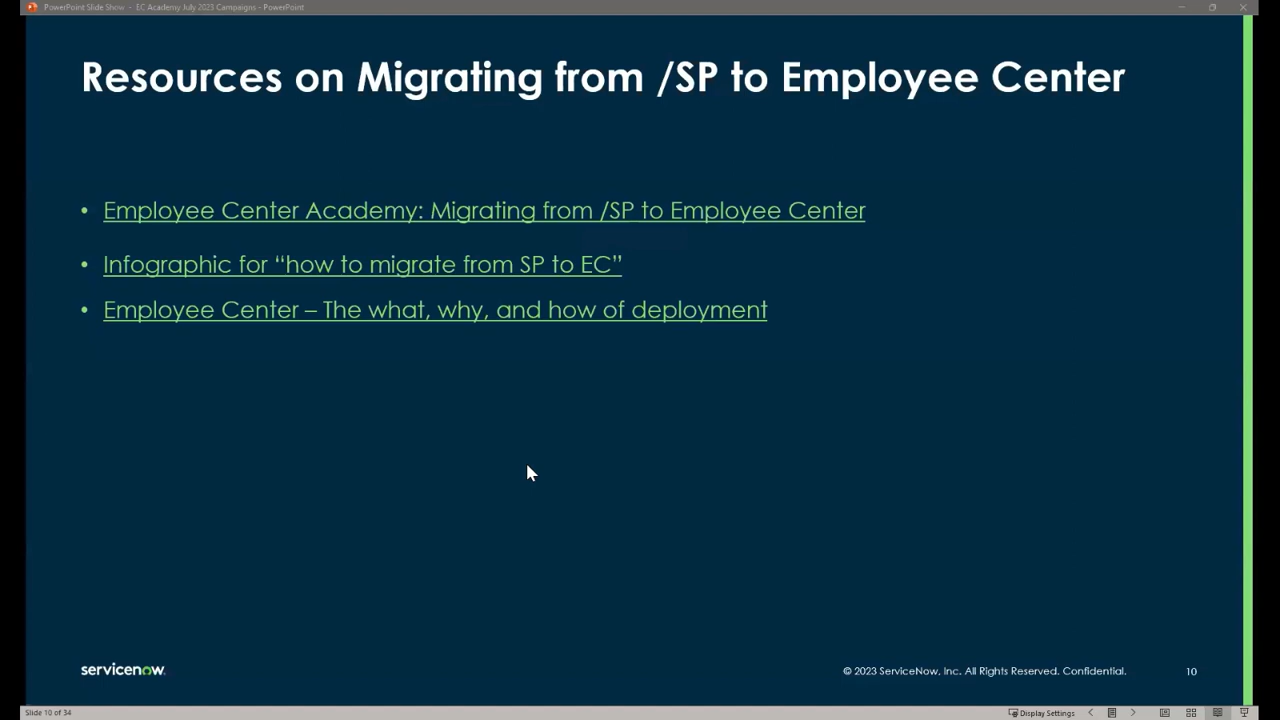 PowerPoint Slide Show - EC Academy July 2023 Campaigns - PowerPoint
Resources on Migrating from /SP to Employee Center
• Employee Center Academy: Migrating from /SP to Employee Center
• Infographic for “how to migrate from SP to EC”
• Employee Center – The what, why, and how of deployment
servicenow
© 2023 ServiceNow, Inc. All Rights Reserved. Confidential.
10
Slide 10 of 34
Display Settings